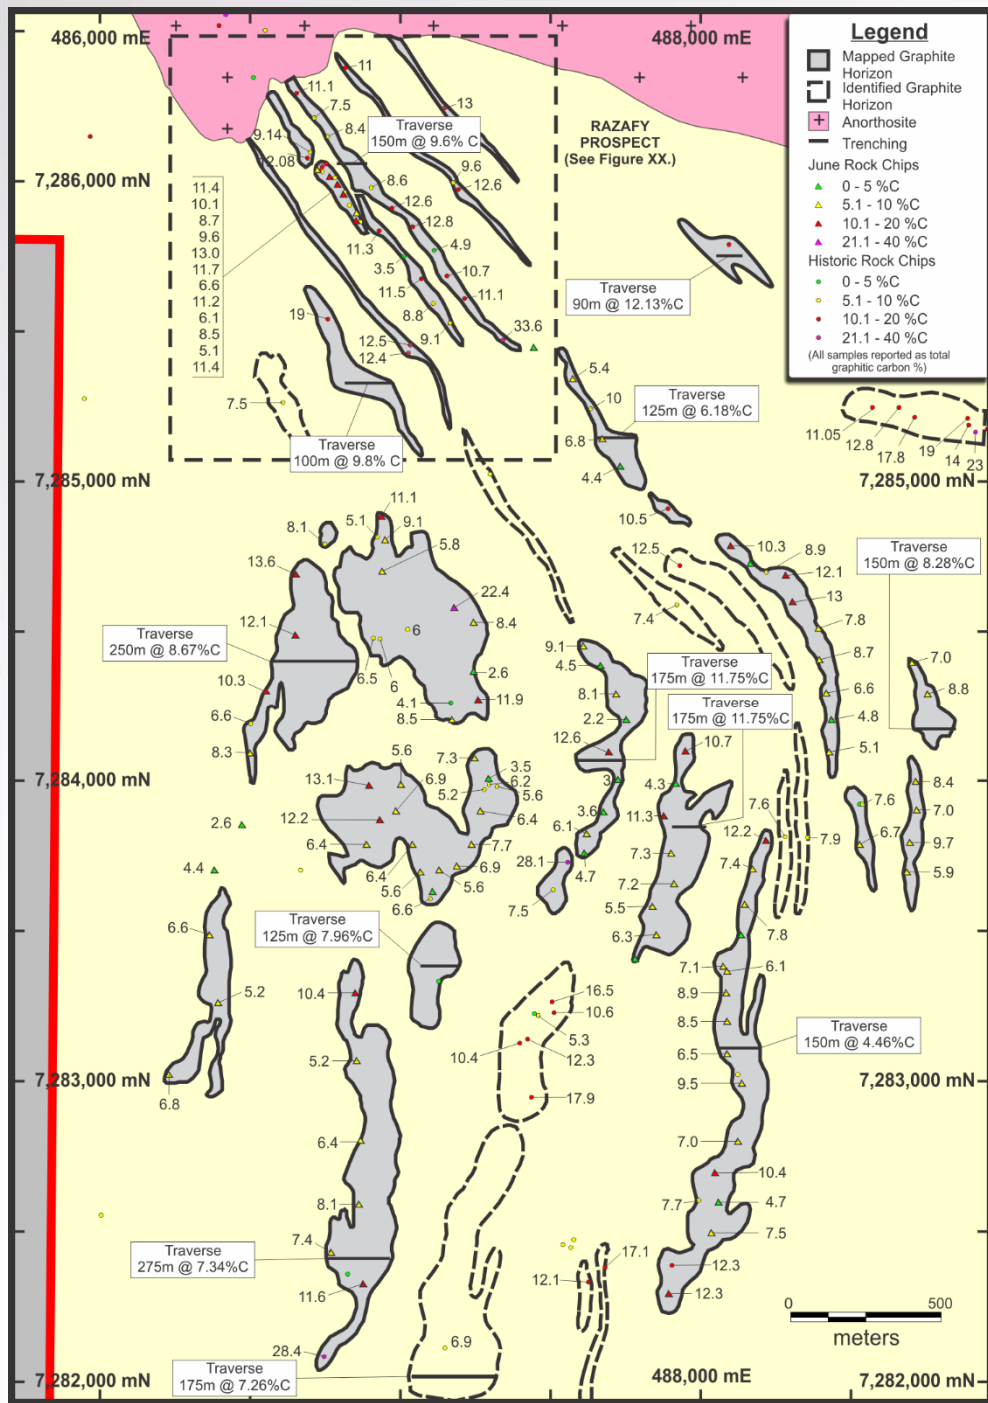 486,000 mE
488,000 mE
Legend
Mapped Graphite
Horizon
Identified Graphite
Horizon
Anorthosite
Trenching
June Rock Chips
0 - 5 %C
5.1 - 10 %C
10.1 - 20 %C
21.1 - 40 %C
Historic Rock Chips
0 - 5 %C
5.1 - 10 %C
10.1 - 20 %C
21.1 - 40 %C
(All samples reported as total
graphitic carbon %)
RAZAFY
PROSPECT
(See Figure XX.)
11
11.1
7.5
13
8.4
Traverse
150m @ 9.6% C
9.14
12.08
7,286,000 mN
9.6
12.6
8.6
12.6
12.8
11.4
10.1
8.7
9.6
13.0
11.7
6.6
11.2
6.1
8.5
5.1
11.4
11.3
4.9
3.5
10.7
11.5
11.1
8.8
9.1
33.6
19
12.5
12.4
Traverse
90m @ 12.13%C
5.4
10
Traverse
125m @ 6.18%C
6.8
4.4
7.5
Traverse
100m @ 9.8% C
11.05
12.8
17.8
19
14
23
7,285,000 mN
7,285,000 mN
10.5
11.1
5.1
9.1
8.1
5.8
13.6
22.4
8.4
12.1
6
6.5
6
2.6
Traverse
250m @ 8.67%C
10.3
4.1
11.9
8.5
6.6
8.3
12.5
7.4
10.3
8.9
12.1
13
7.8
8.7
6.6
4.8
5.1
Traverse
150m @ 8.28%C
7.0
8.8
9.1
4.5
8.1
2.2
12.6
3
3.6
6.1
4.7
Traverse
175m @ 11.75%C
Traverse
175m @ 11.75%C
10.7
4.3
11.3
7.3
7.2
5.5
6.3
7,284,000 mN
7,284,000 mN
7.3
3.5
6.2
5.2
5.6
6.4
5.6
13.1
6.9
12.2
6.4
6.4
7.7
6.9
5.6
5.6
6.6
2.6
4.4
28.1
7.5
7.6
7.9
12.2
7.4
7.8
7.6
6.7
8.4
7.0
9.7
5.9
6.6
5.2
6.8
Traverse
125m @ 7.96%C
10.4
5.2
6.4
8.1
7.4
Traverse
275m @ 7.34%C
11.6
28.4
16.5
10.6
5.3
10.4
12.3
17.9
7.1
6.1
8.9
8.5
6.5
9.5
Traverse
150m @ 4.46%C
7,283,000 mN
7,283,000 mN
7.0
10.4
7.7
4.7
7.5
12.3
12.3
17.1
12.1
6.9
Traverse
175m @ 7.26%C
0
500
meters
7,282,000 mN
488,000 mE
7,282,000 mN